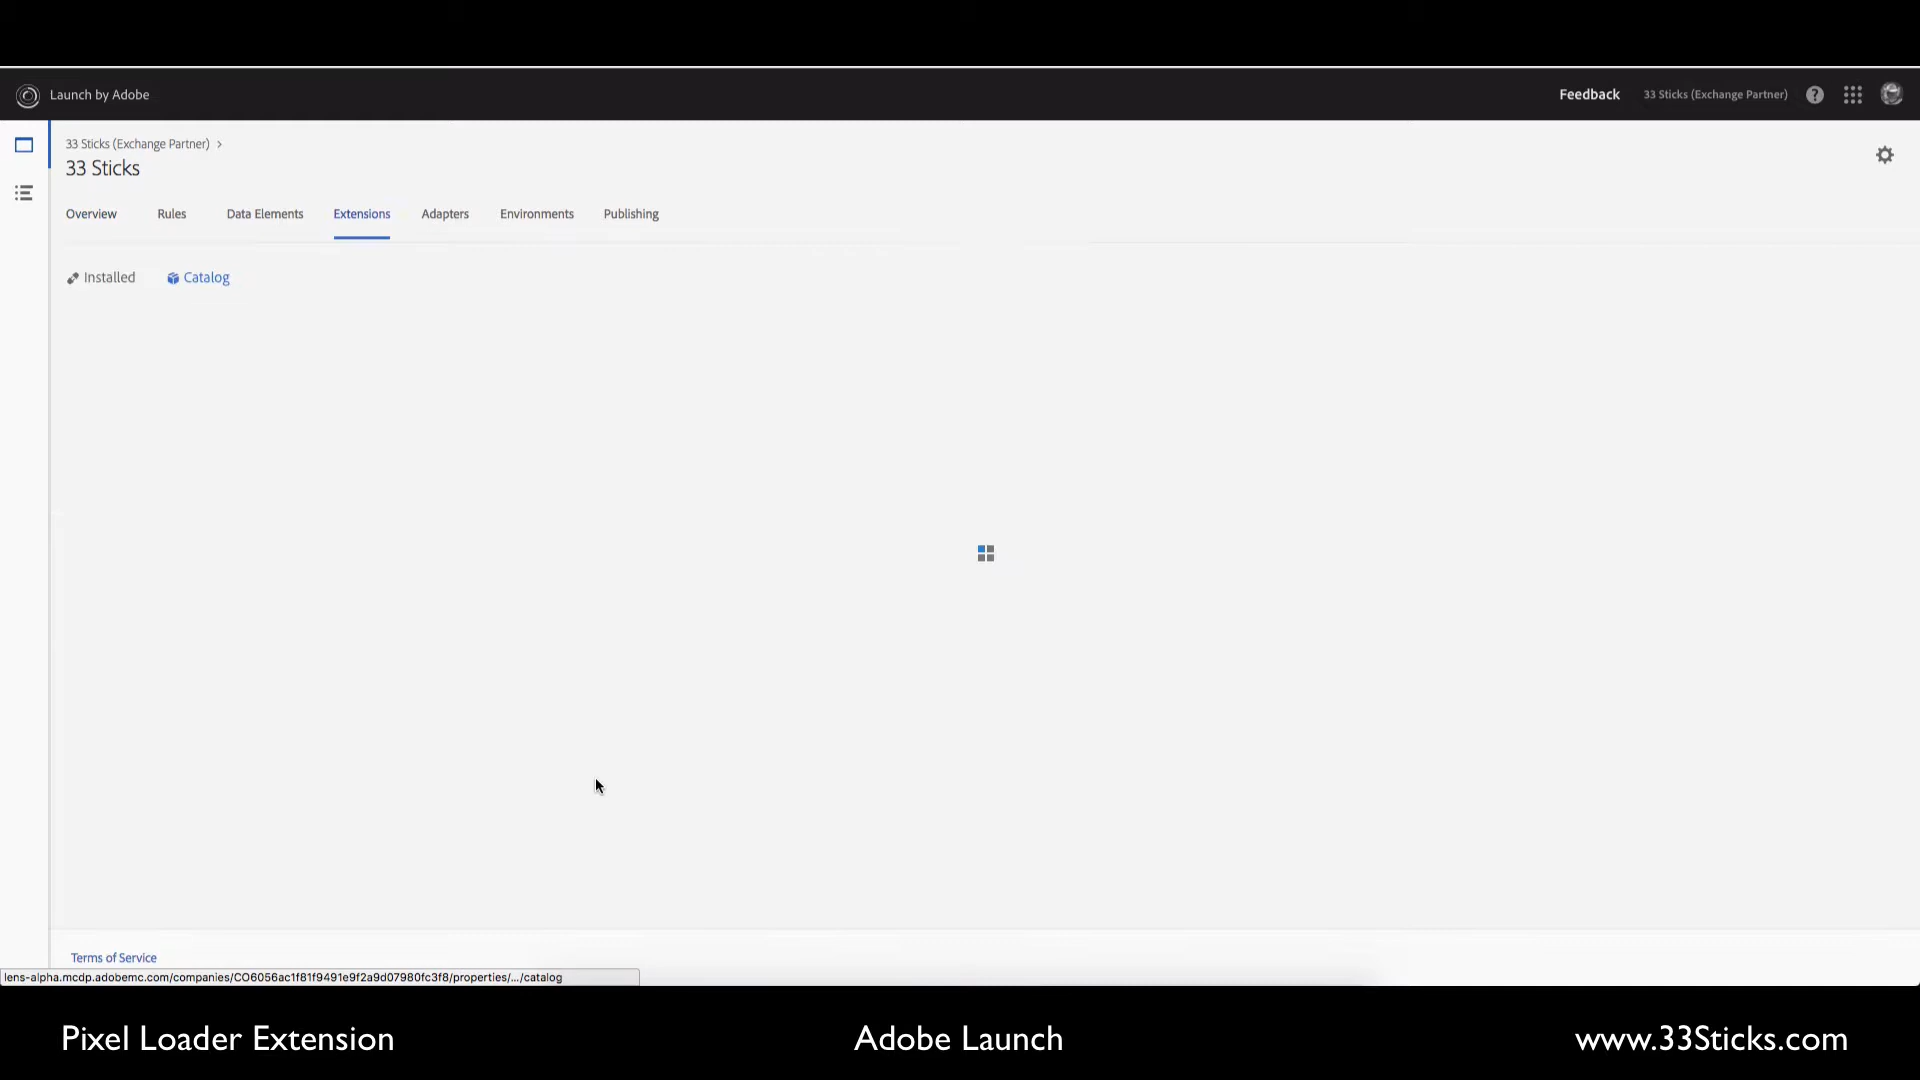 Launch by Adobe
Feedback
33 Sticks (Exchange Partner)
?
33 Sticks (Exchange Partner) >
33 Sticks
Overview Rules Data Elements Extensions Adapters Environments Publishing
Installed Catalog
Terms of Service
lens-alpha.mcdp.adobemc.com/companies/CO6056ac1f81f9491e9f2a9d07980fc3f8/properties/.../catalog
Pixel Loader Extension
Adobe Launch
www.33Sticks.com